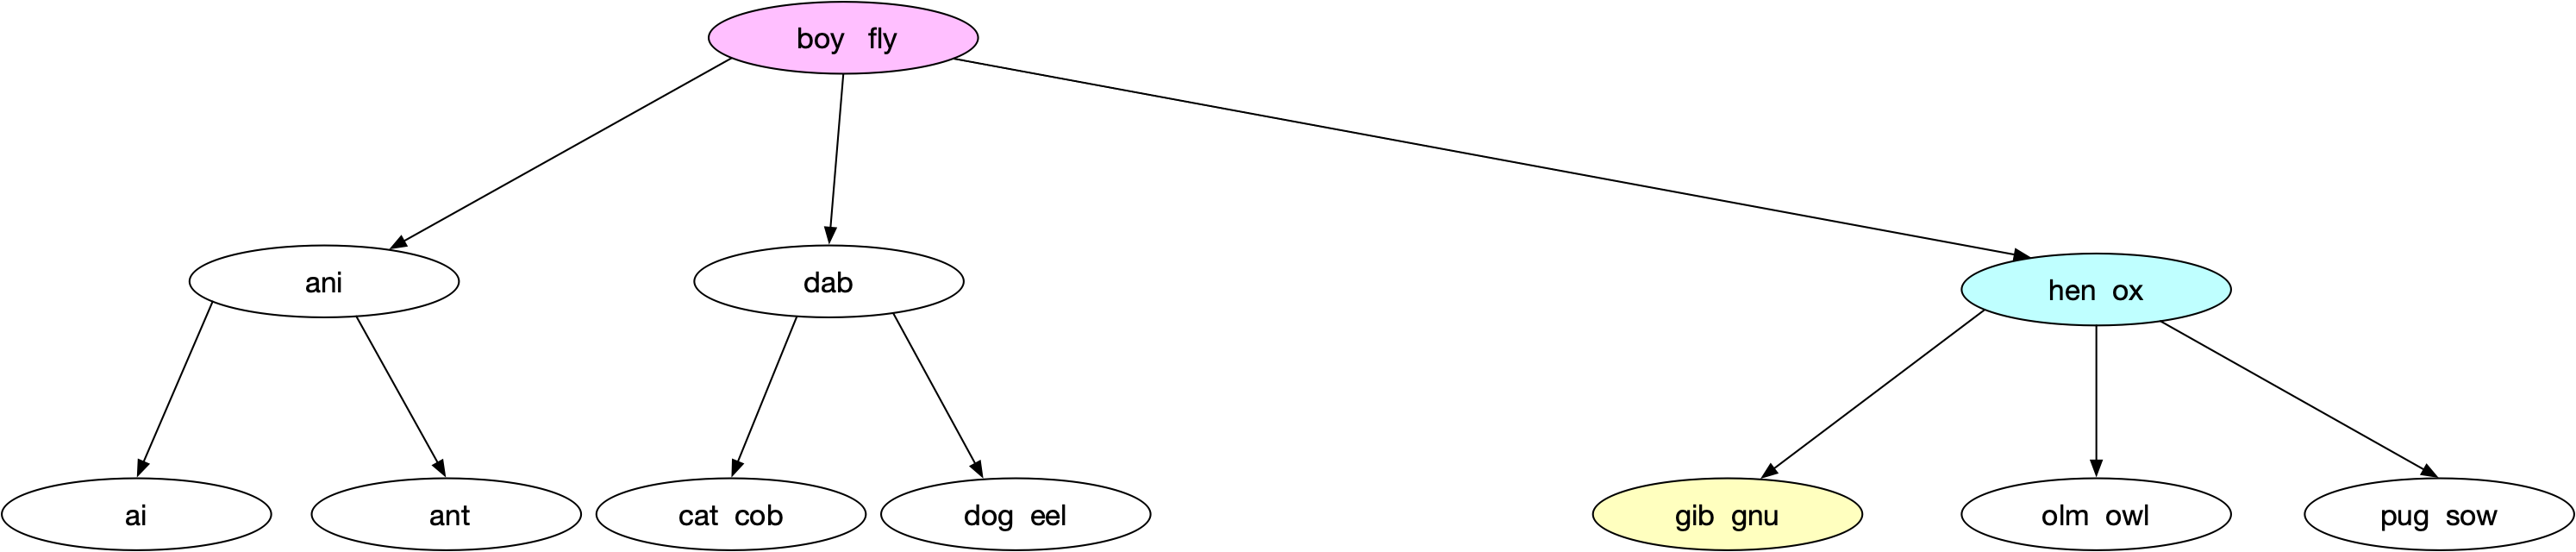 boy fly
ani
dab
hen ox
ai
ant
cat cob
dog eel
gib gnu
olm owl
pug sow